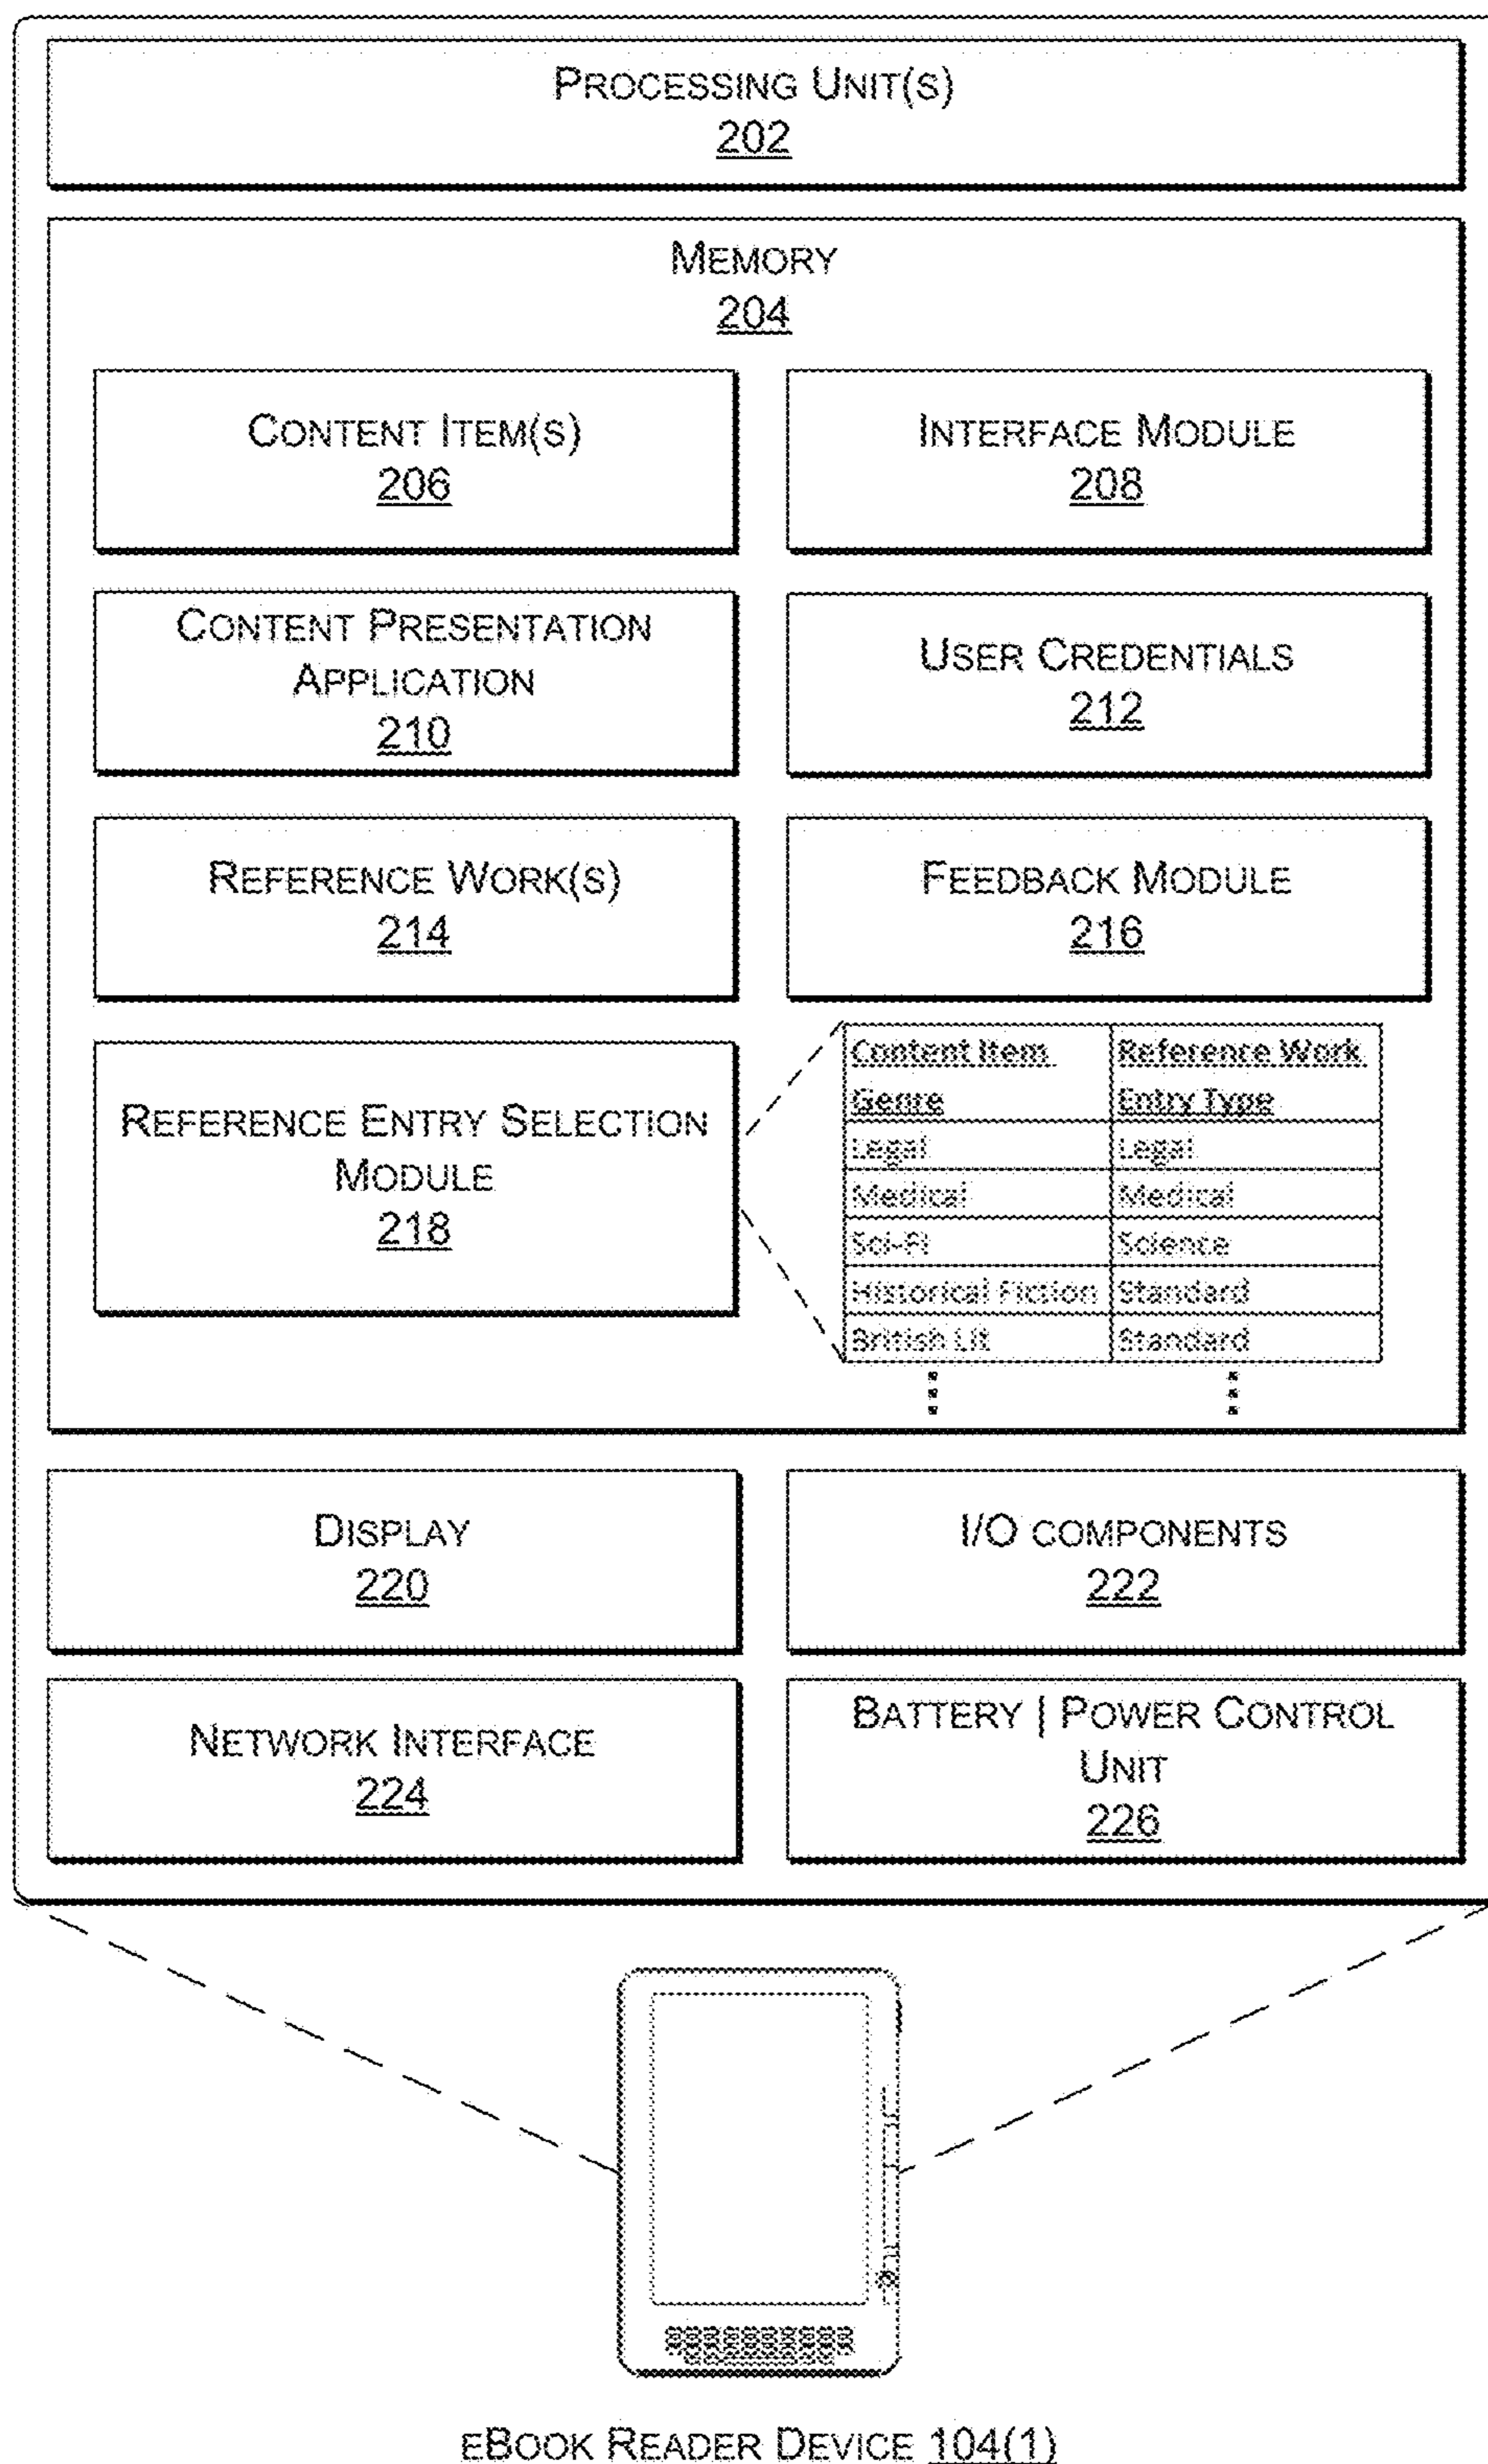 PROCESSING UNIT(S)
202
MEMORY
204
CONTENT ITEM(S)
206
INTERFACE MODULE
208
CONTENT PRESENTATION
APPLICATION
210
USER CREDENTIALS
212
REFERENCE WORK(S)
214
FEEDBACK MODULE
216
REFERENCE ENTRY SELECTION
MODULE
218
Content Item Genre
Reference Work Entry Type
Legal
Legal
Medical
Medical
Sci-Fi
Science
Historical Fiction
Standard
British Lit
Standard
DISPLAY
220
I/O COMPONENTS
222
NETWORK INTERFACE
224
BATTERY | POWER CONTROL
UNIT
226
EBOOK READER DEVICE 104(1)